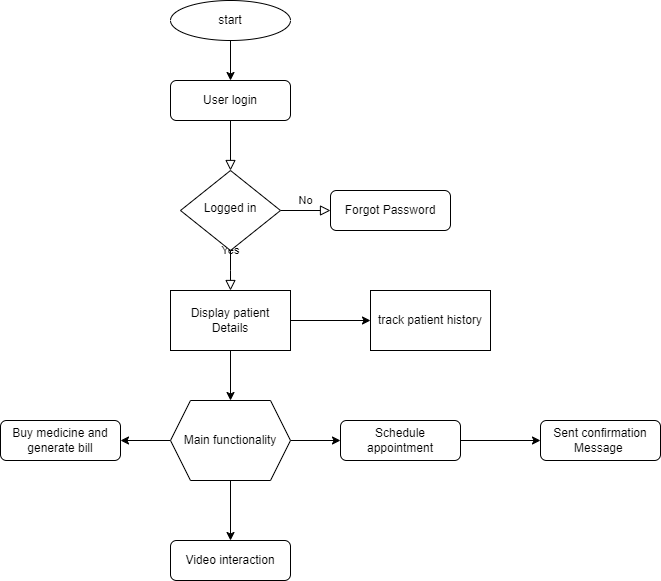 start
User login
Logged in
No
Forgot Password
Yes
Display patient
Details
track patient history
Buy medicine and
generate bill
Main functionality
Schedule
appointment
Sent confirmation
Message
Video interaction